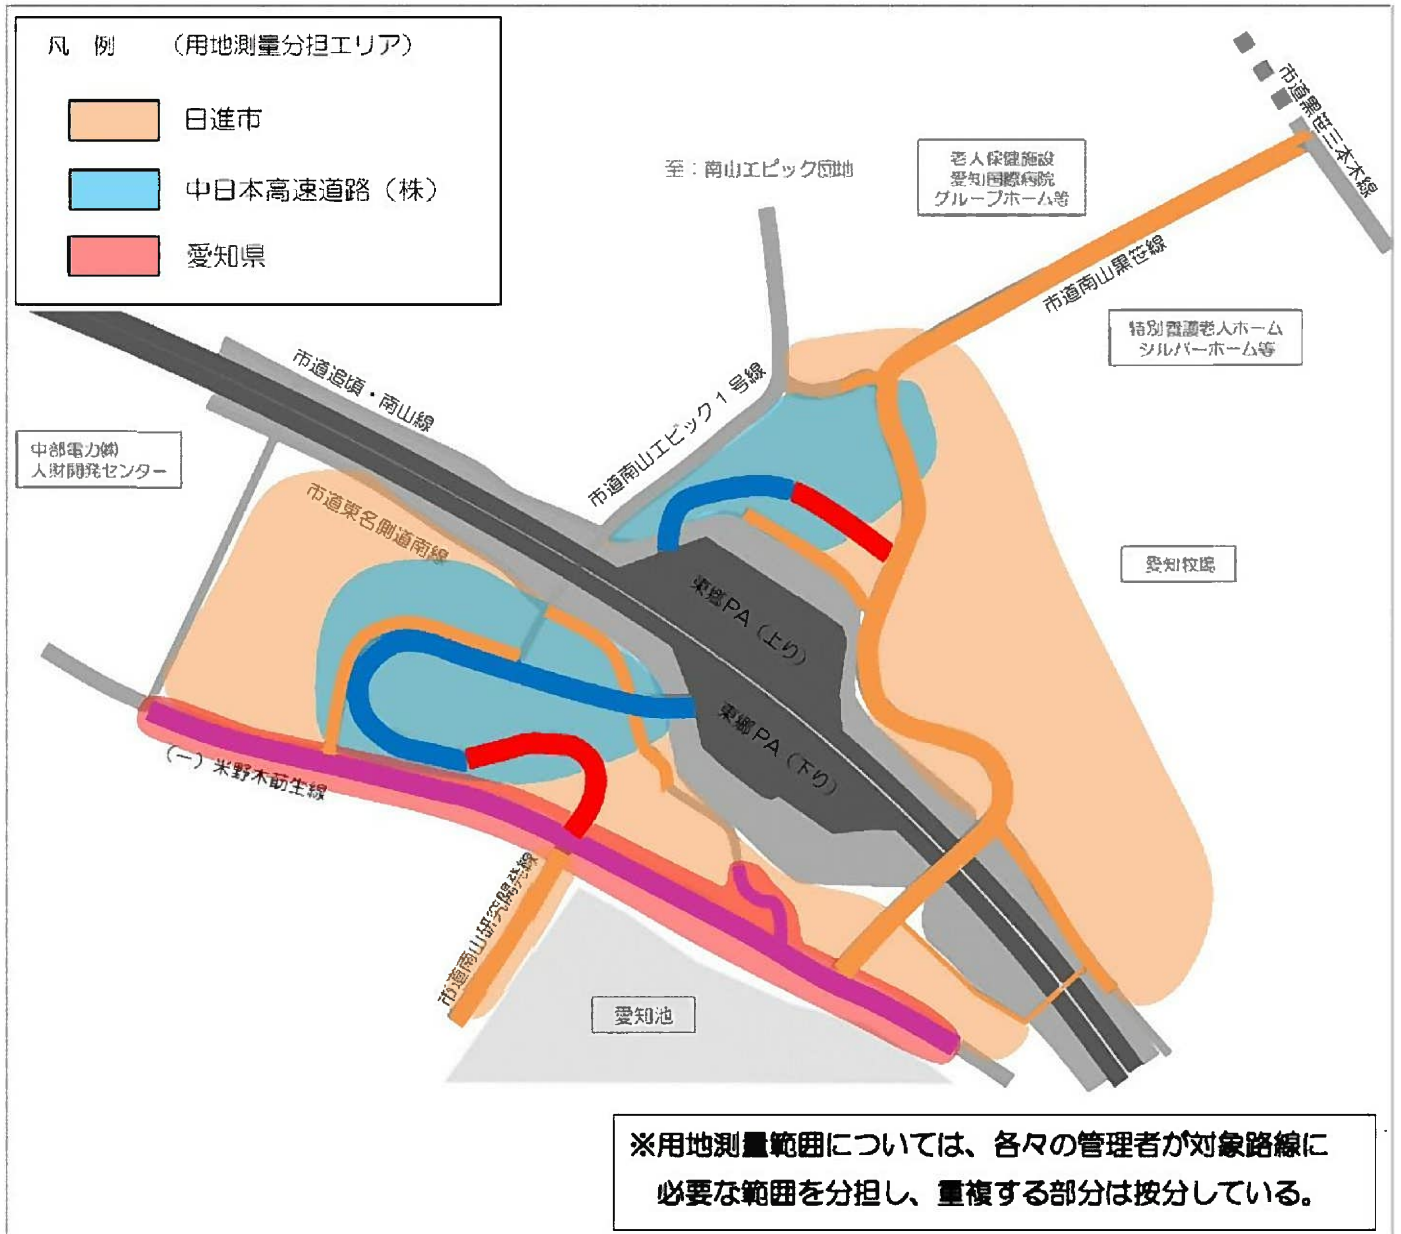 凡 例 （用地測量分担エリア）
日進市
中日本高速道路（株）
愛知県
市道黒笹三本木線
至：南山エピック団地
老人保健施設
愛知国際病院
グループホーム等
市道南山黒笹線
特別養護老人ホーム
シルバーホーム等
市道追頃・南山線
市道南山エピック1号線
中部電力㈱
人財開発センター
市道東名側道南線
愛知牧場
東郷PA（上り）
東郷PA（下り）
（一）米野木莇生線
市道南山研究開発線
愛知池
※用地測量範囲については、各々の管理者が対象路線に
必要な範囲を分担し、重複する部分は按分している。